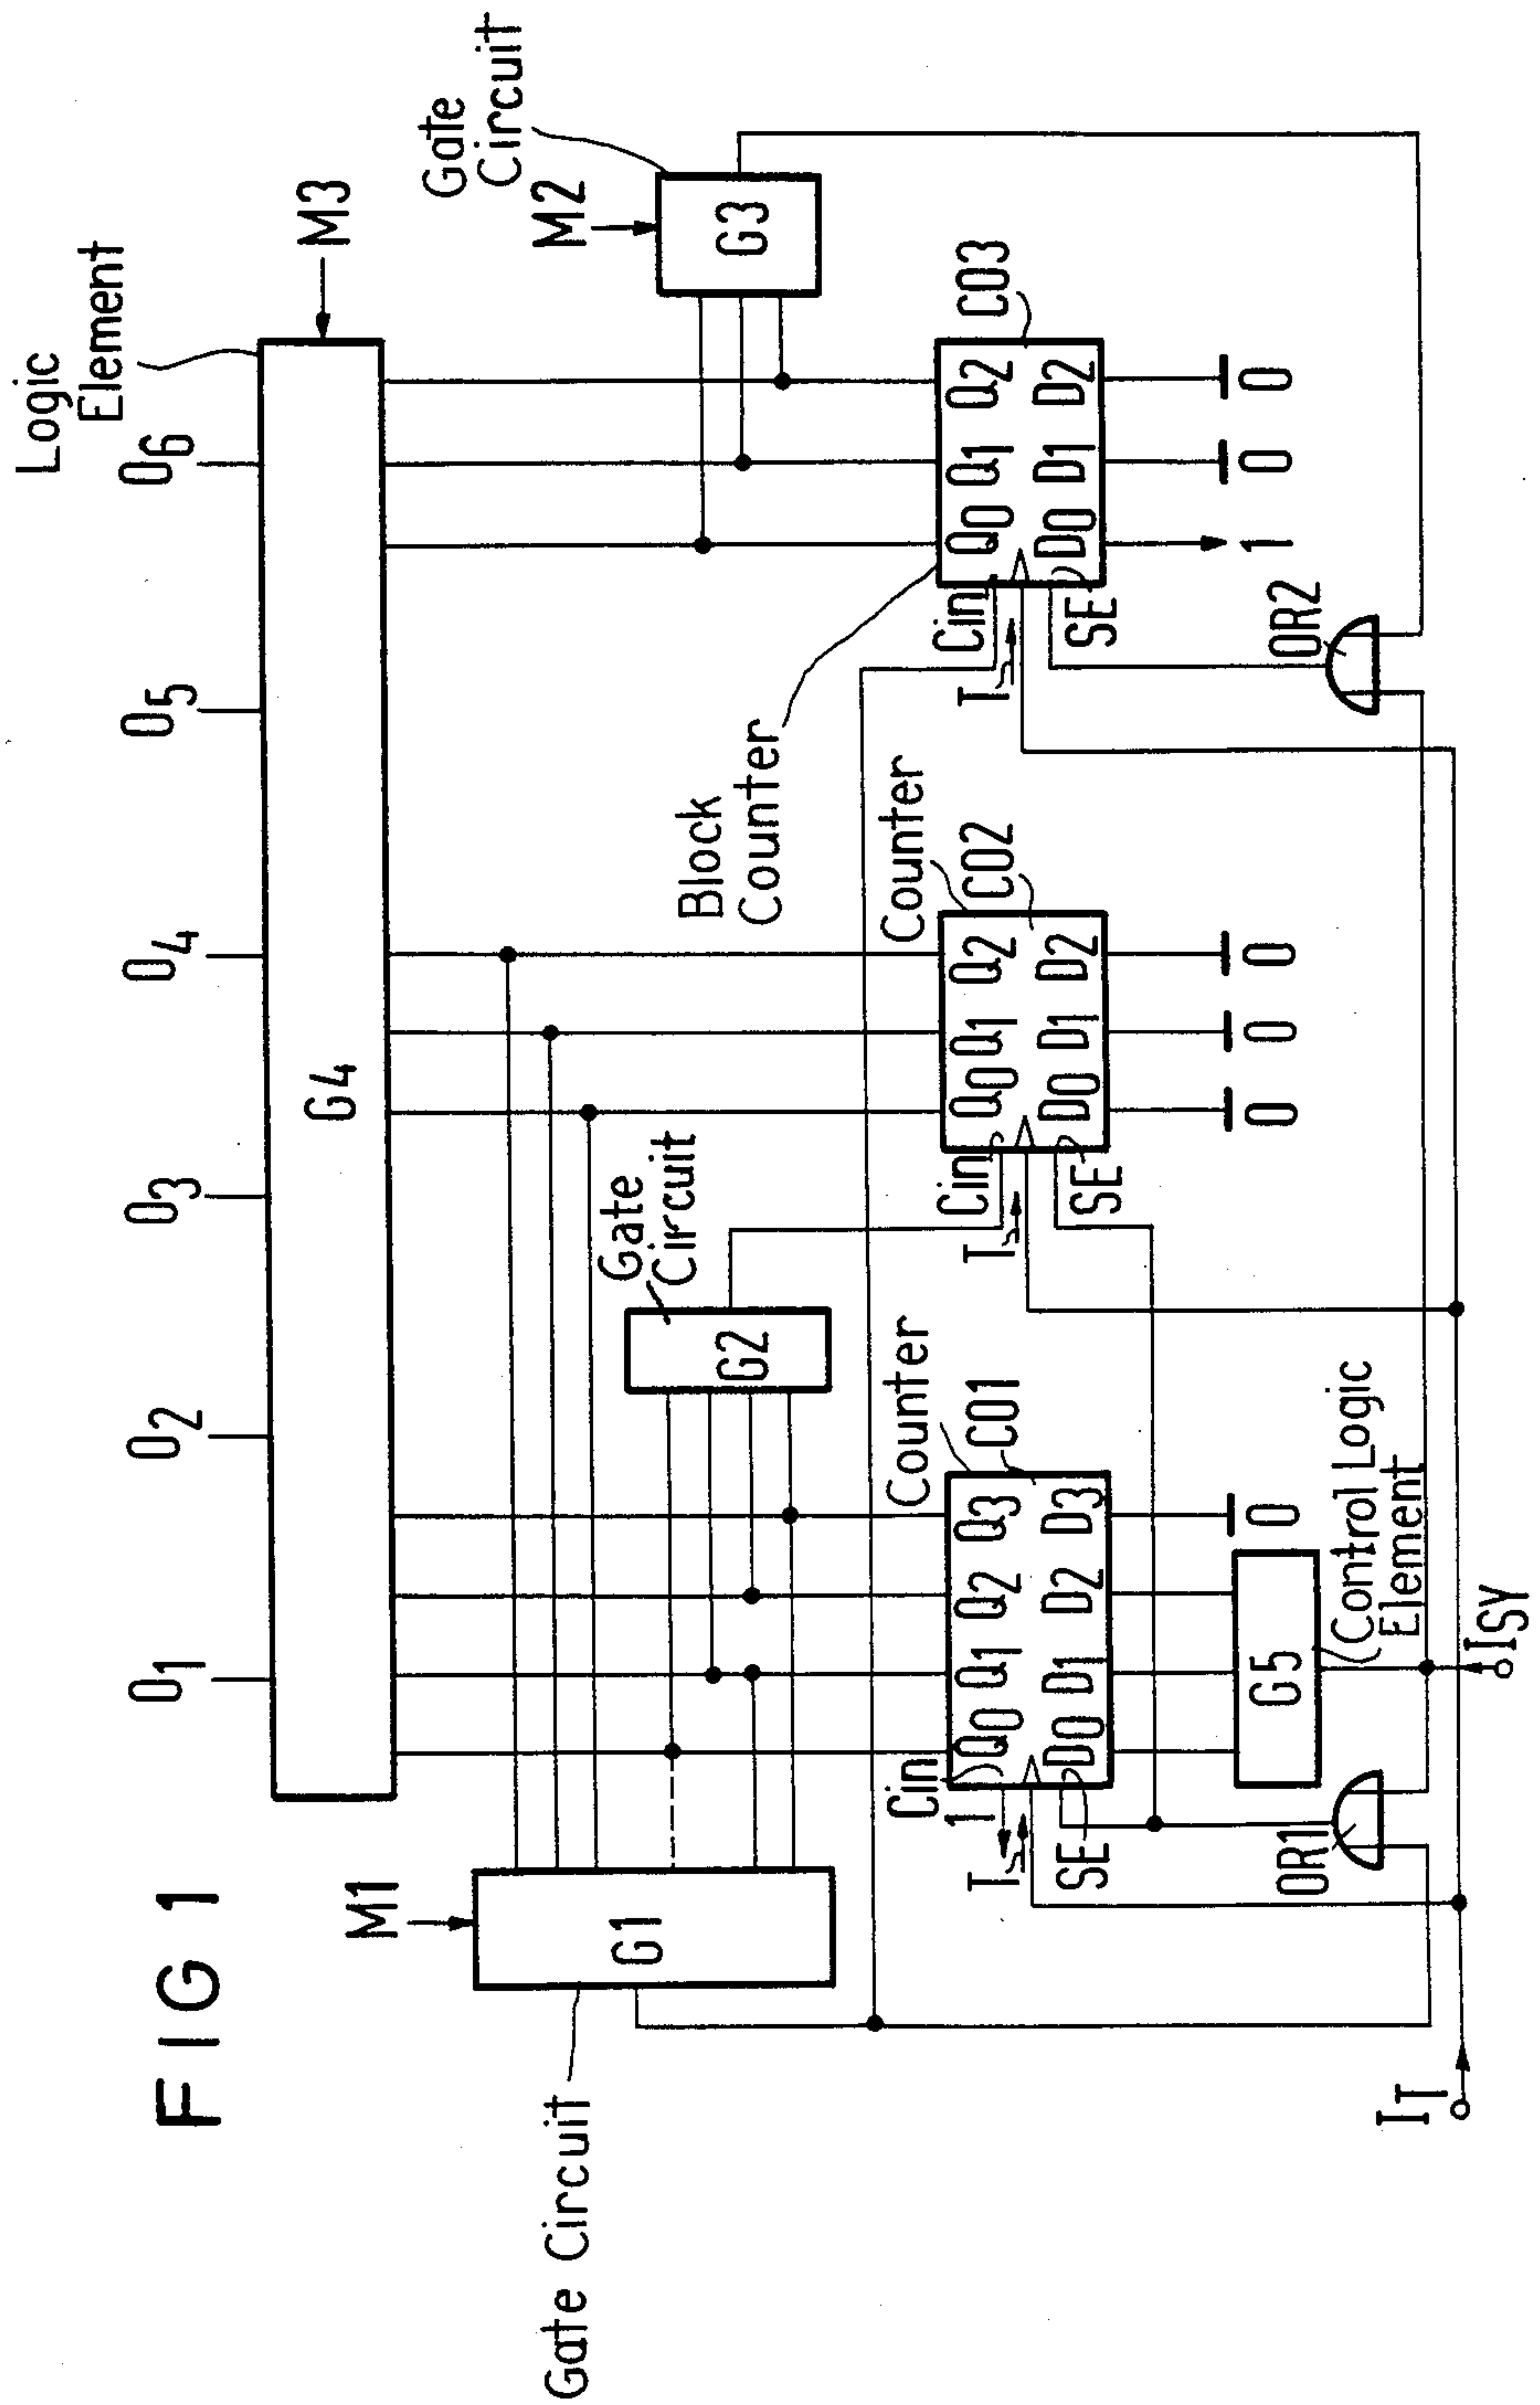 FIG 1
O1 O2 O3 O4 O5 O6
Logic
Element
G4
M3
M1
G1
Gate Circuit
G2
Gate
Circuit
M2
G3
Gate
Circuit
Counter
CO1
Cin
Q0 Q1 Q2 Q3
1
T
SE
D0 D1 D2 D3
0
Counter
CO2
Cin
Q0 Q1 Q2
T
SE
D0 D1 D2
0 0 0
Block
Counter
CO3
Cin
Q0 Q1 Q2
T
SE
D0 D1 D2
1 0 0
G5
Control Logic
Element
OR1
OR2
IT
ISY